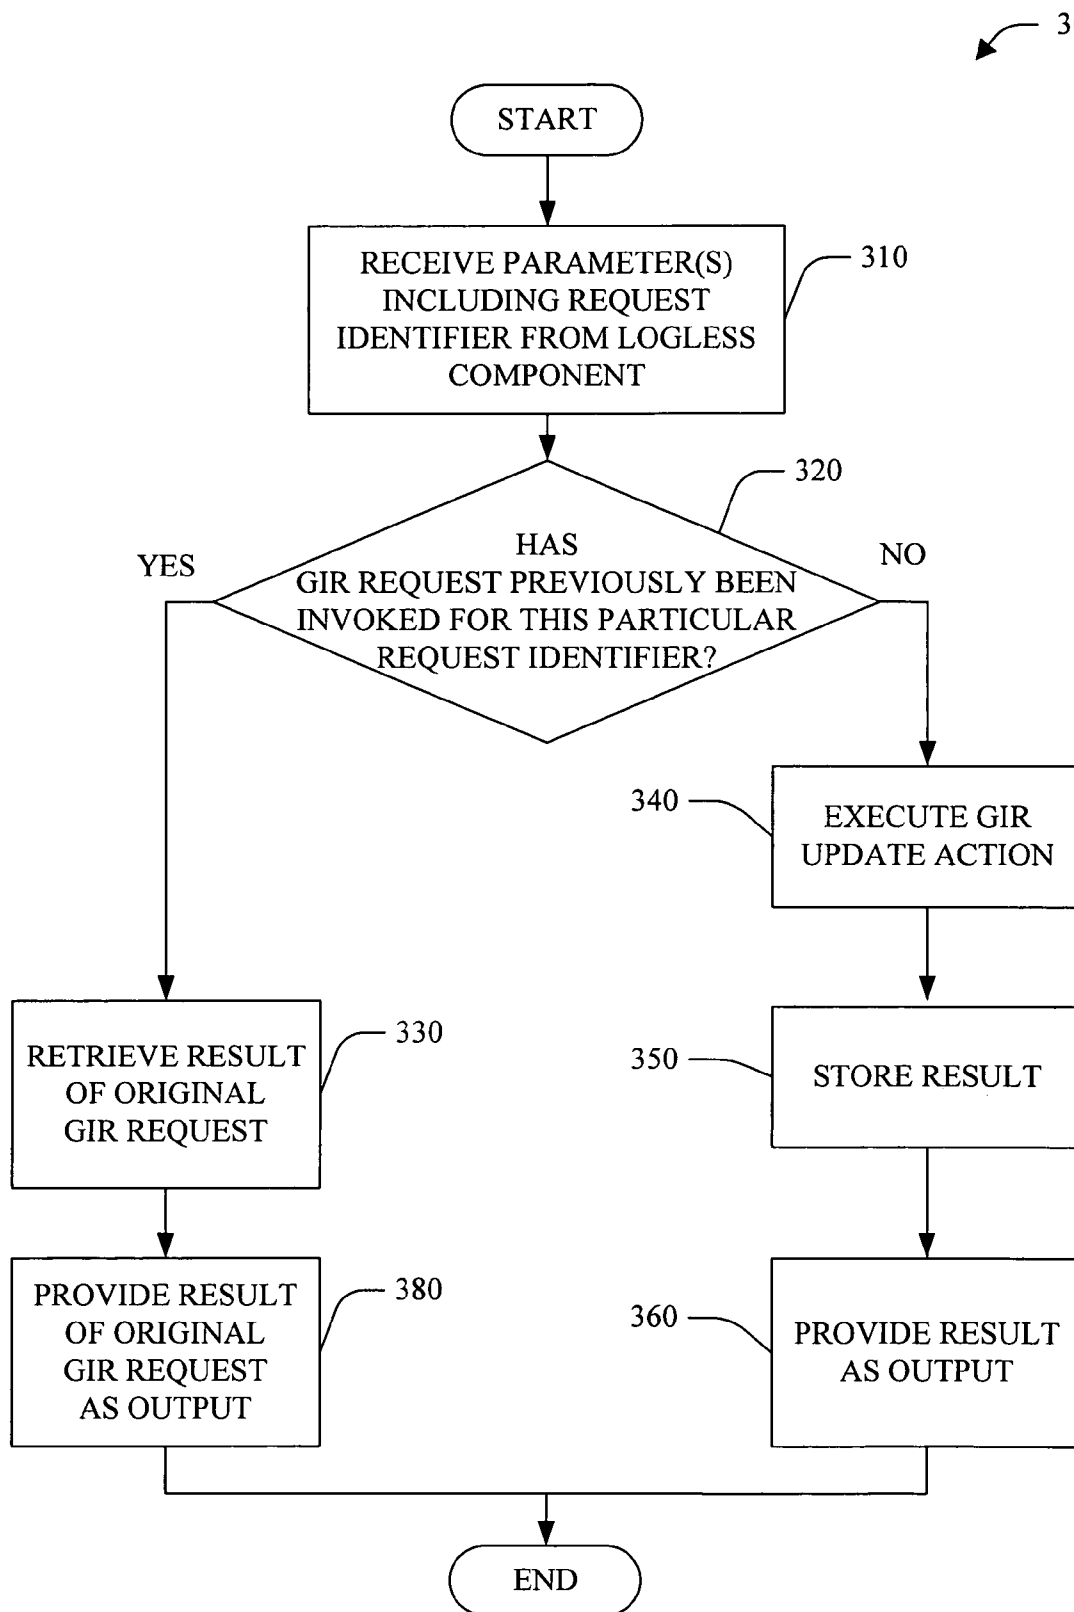 3
START
RECEIVE PARAMETER(S)
INCLUDING REQUEST
IDENTIFIER FROM LOGLESS
COMPONENT
310
320
YES
NO
HAS
GIR REQUEST PREVIOUSLY BEEN
INVOKED FOR THIS PARTICULAR
REQUEST IDENTIFIER?
340
EXECUTE GIR
UPDATE ACTION
RETRIEVE RESULT
OF ORIGINAL
GIR REQUEST
330
350
STORE RESULT
PROVIDE RESULT
OF ORIGINAL
GIR REQUEST
AS OUTPUT
380
360
PROVIDE RESULT
AS OUTPUT
END